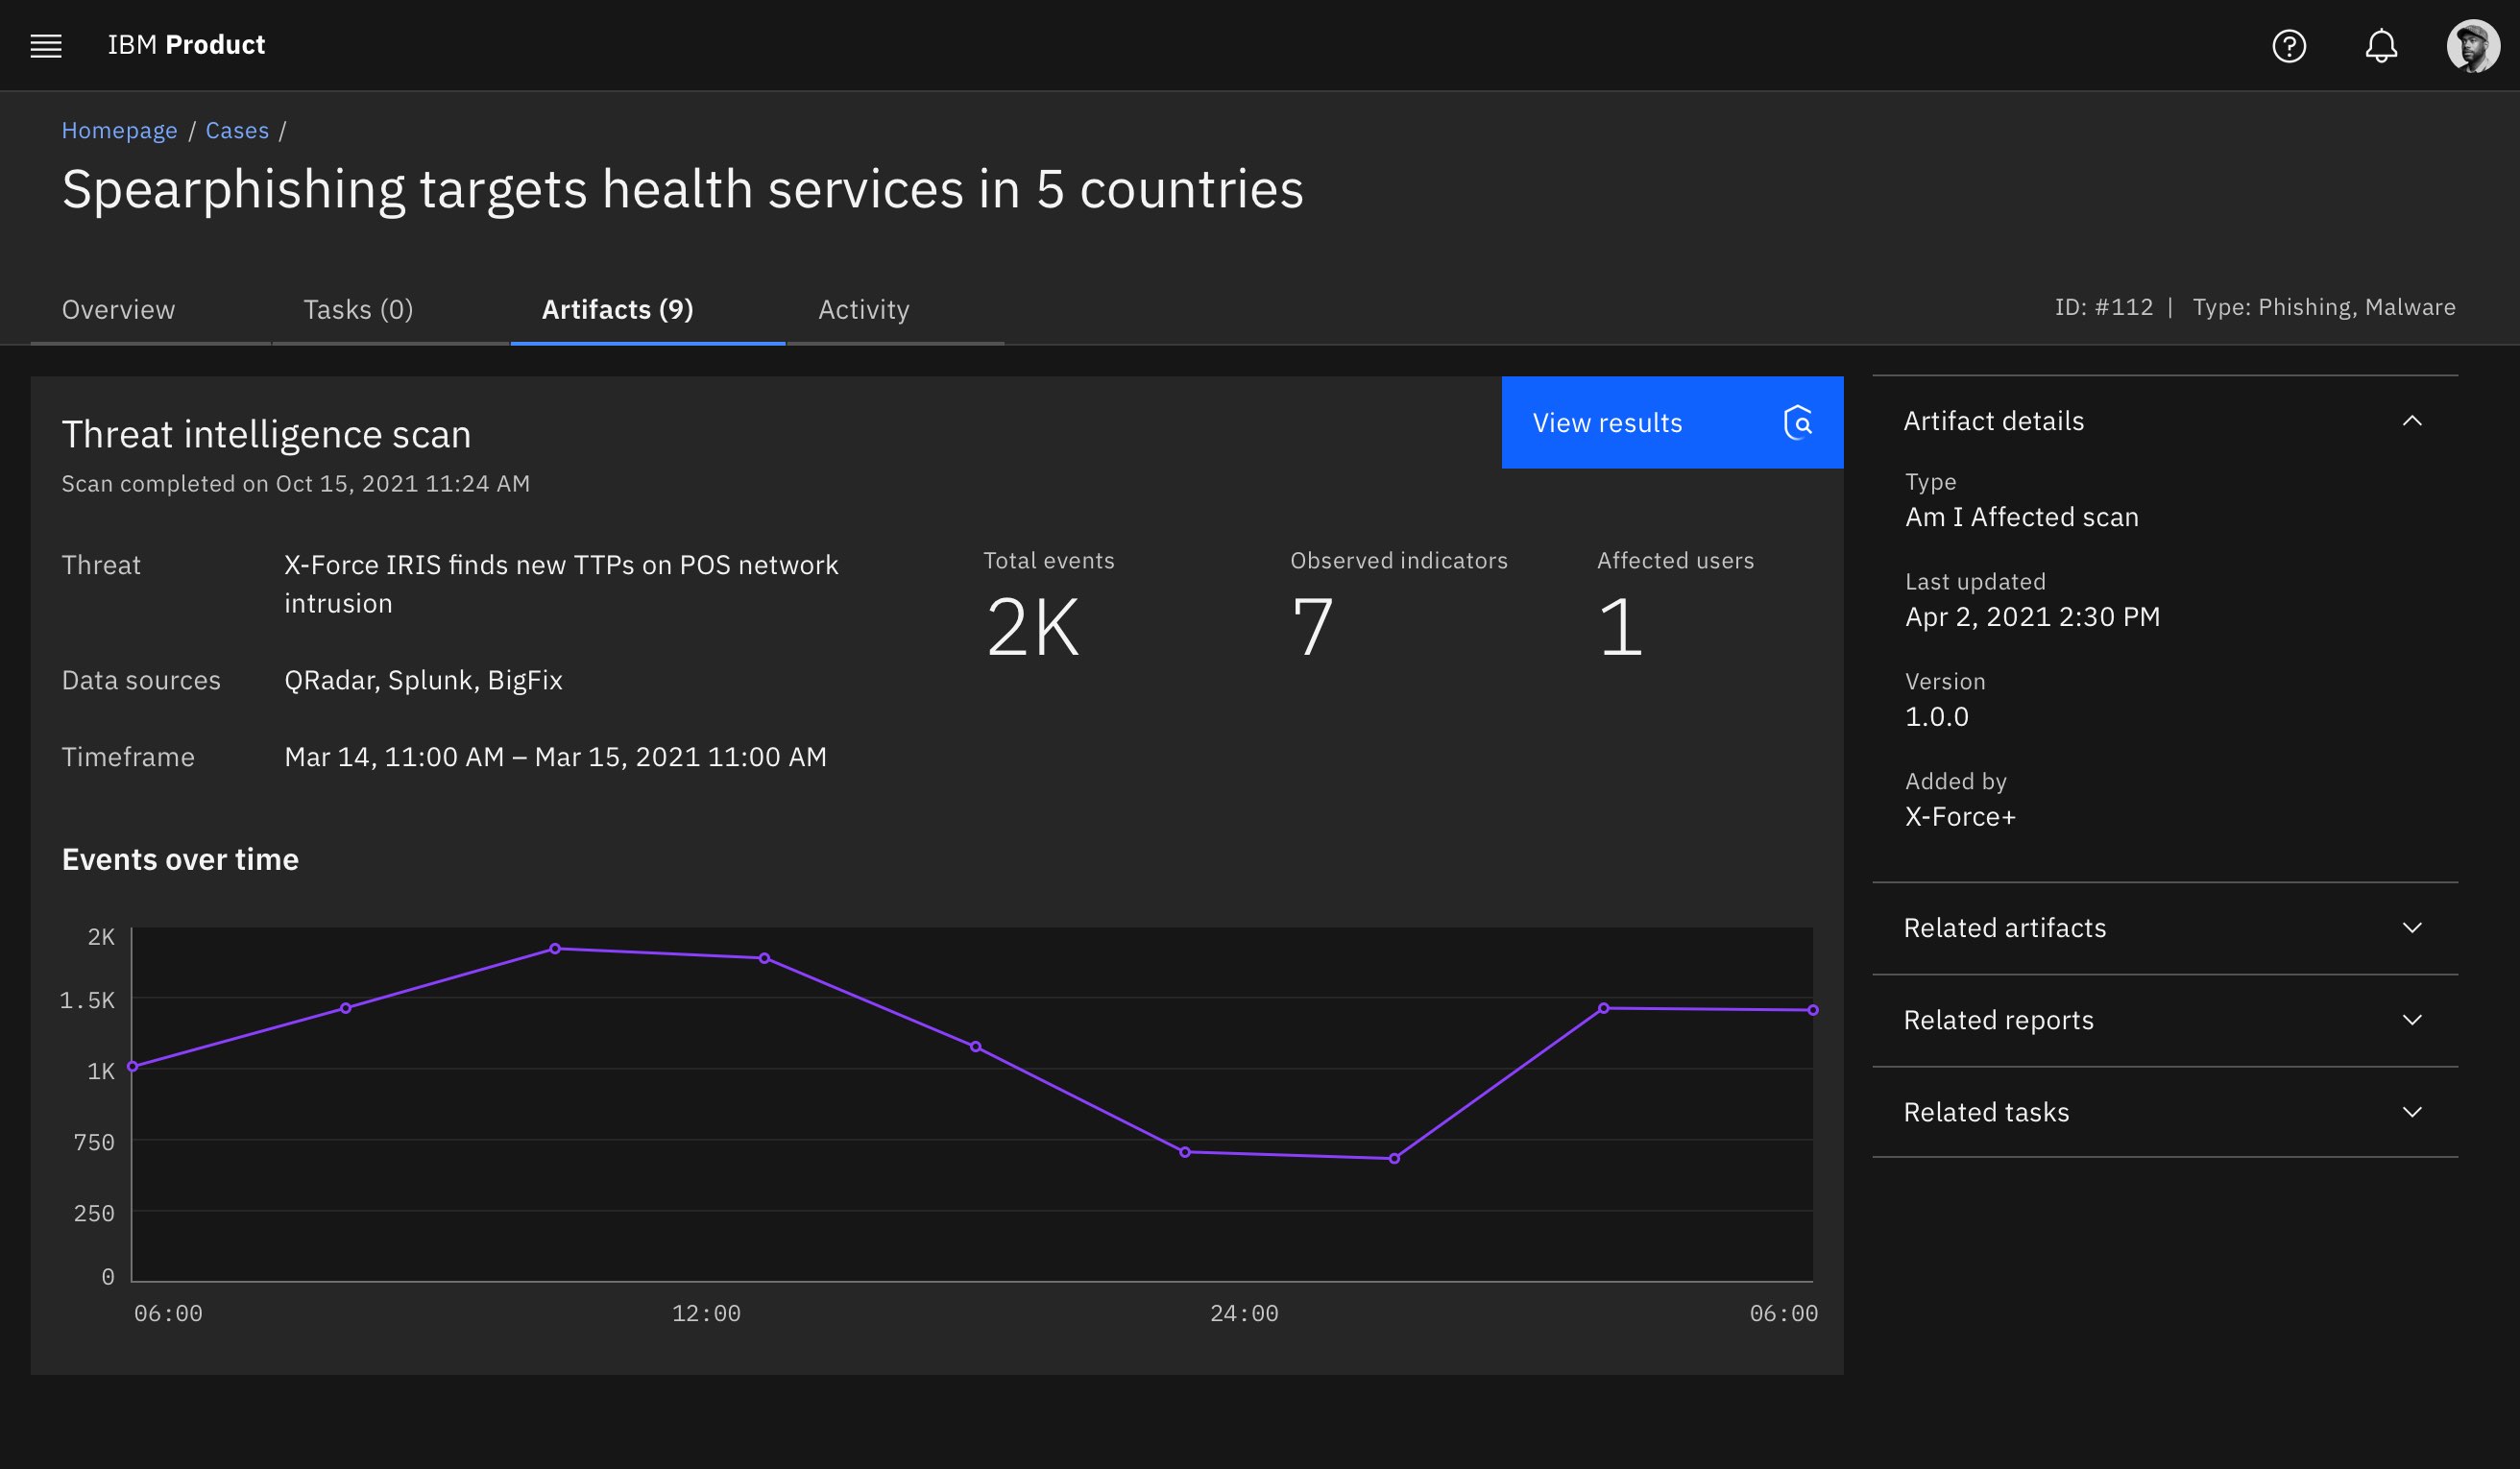 IBM Product
Homepage / Cases /
Spearphishing targets health services in 5 countries
Overview
Tasks (0)
Artifacts (9)
Activity
ID: #112 | Type: Phishing, Malware
Threat intelligence scan
Scan completed on Oct 15, 2021 11:24 AM
View results
Threat
X-Force IRIS finds new TTPs on POS network
intrusion
Data sources
QRadar, Splunk, BigFix
Timeframe
Mar 14, 11:00 AM – Mar 15, 2021 11:00 AM
Total events
2K
Observed indicators
7
Affected users
1
Events over time
2K
1.5K
1K
750
250
0
06:00
12:00
24:00
06:00
Artifact details
Type
Am I Affected scan
Last updated
Apr 2, 2021 2:30 PM
Version
1.0.0
Added by
X-Force+
Related artifacts
Related reports
Related tasks